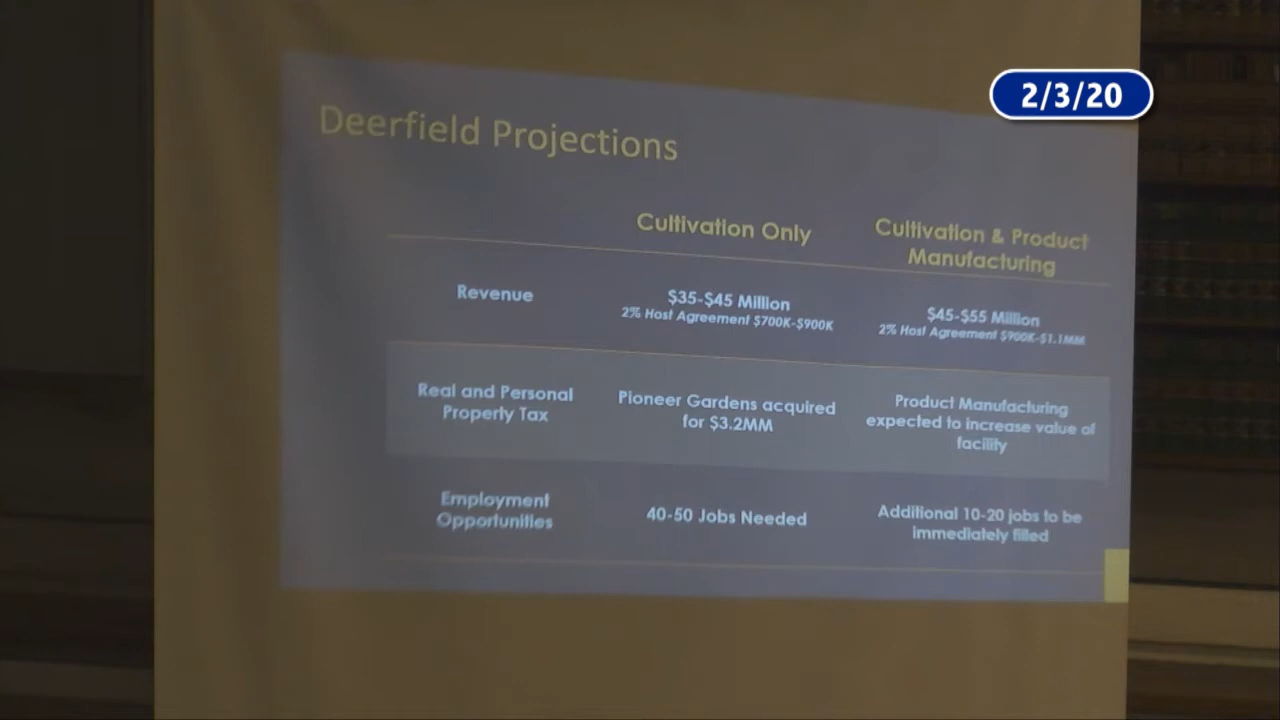 2/3/20
Deerfield Projections
Cultivation Only
Cultivation & Product
Manufacturing
Revenue
$35-$45 Million
2% Host Agreement $700K-$900K
$45-$55 Million
2% Host Agreement $900K-$1.1MM
Real and Personal
Property Tax
Pioneer Gardens acquired
for $3.2MM
Product Manufacturing
expected to increase value of
facility
Employment
Opportunities
40-50 Jobs Needed
Additional 10-20 jobs to be
immediately filled